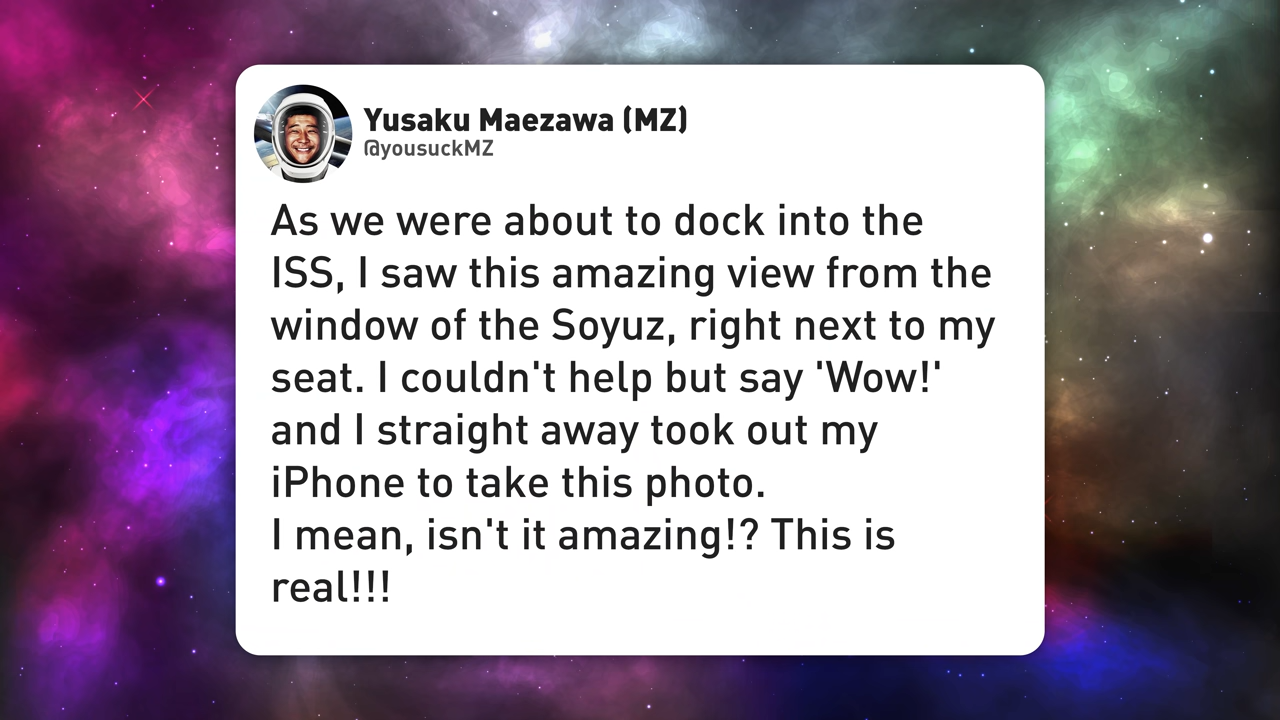 Yusaku Maezawa (MZ)
@yousuckMZ
As we were about to dock into the
ISS, I saw this amazing view from the
window of the Soyuz, right next to my
seat. I couldn't help but say 'Wow!'
and I straight away took out my
iPhone to take this photo.
I mean, isn't it amazing!? This is
real!!!